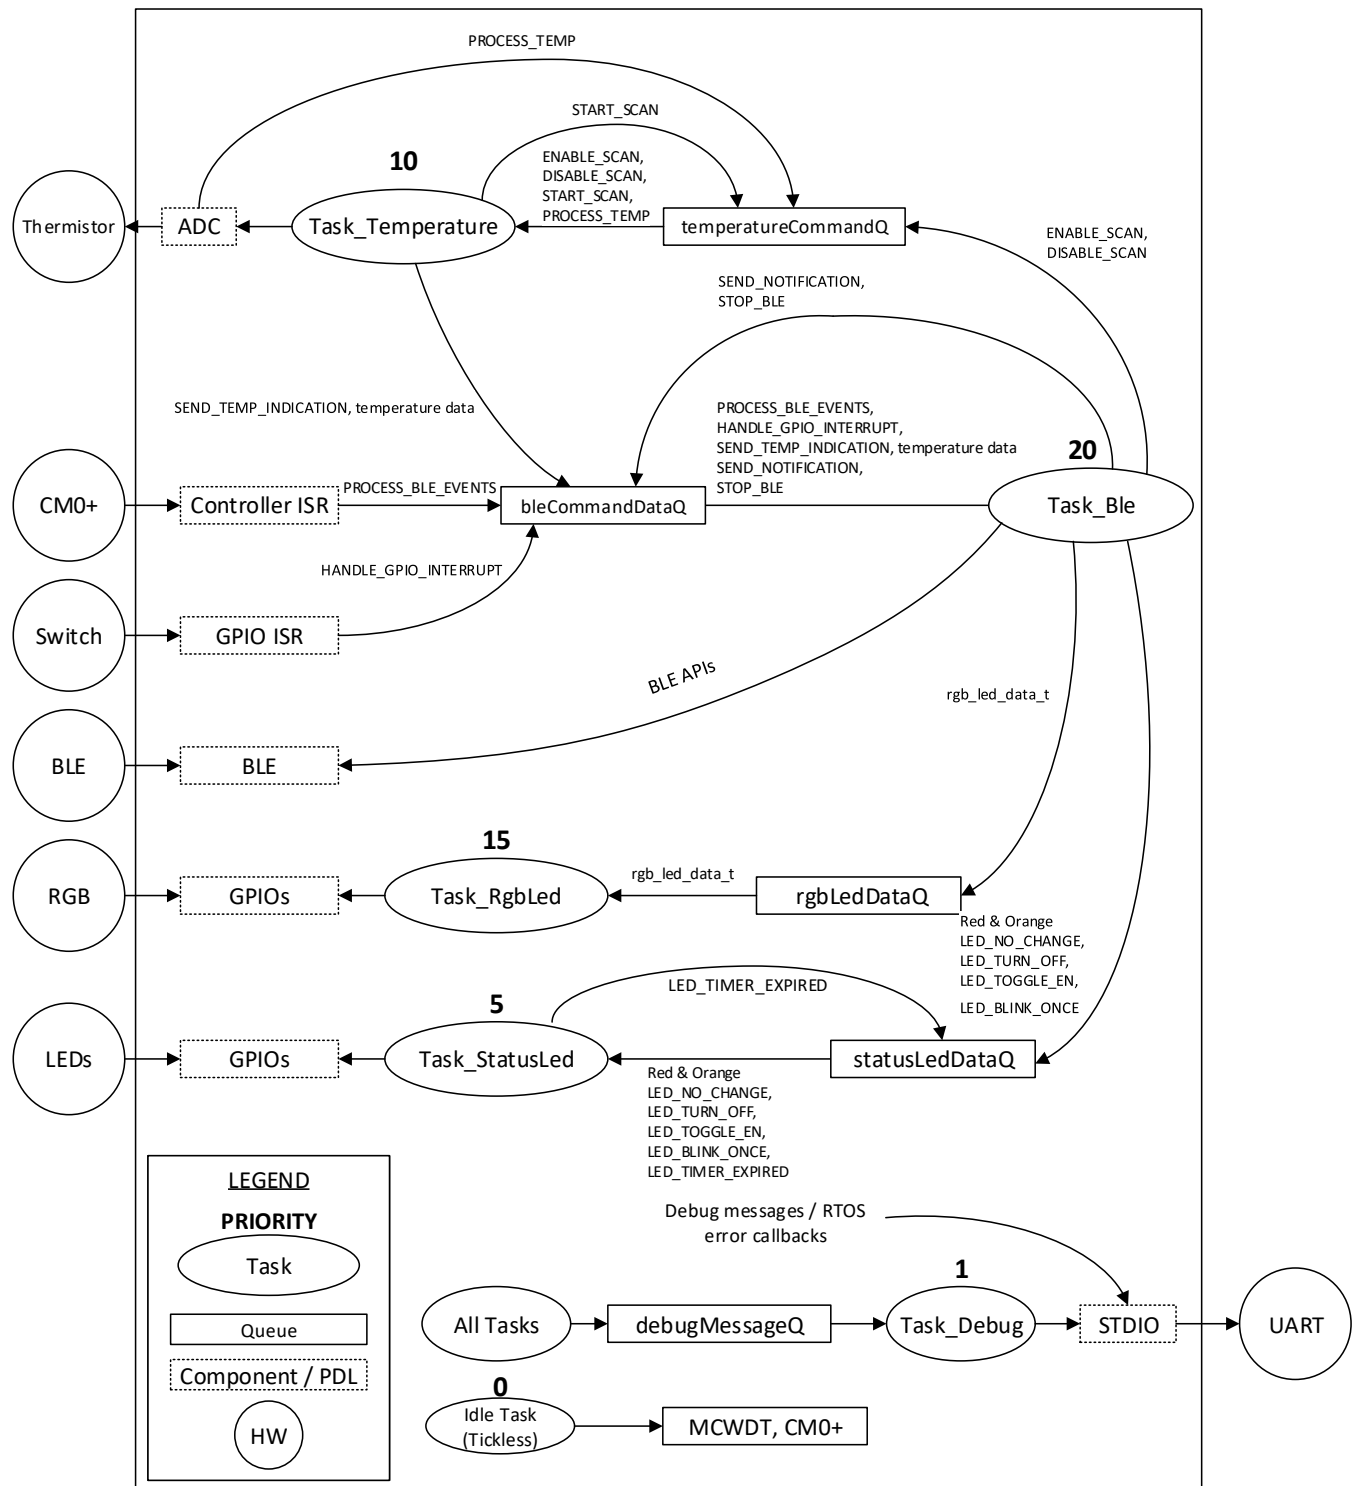 PROCESS_TEMP
START_SCAN
10
ENABLE_SCAN,
DISABLE_SCAN,
START_SCAN,
PROCESS_TEMP
Thermistor
ADC
Task_Temperature
temperatureCommandQ
ENABLE_SCAN,
DISABLE_SCAN
SEND_NOTIFICATION,
STOP_BLE
SEND_TEMP_INDICATION, temperature data
PROCESS_BLE_EVENTS,
HANDLE_GPIO_INTERRUPT,
SEND_TEMP_INDICATION, temperature data
SEND_NOTIFICATION,
STOP_BLE
20
CM0+
Controller ISR
PROCESS_BLE_EVENTS
bleCommandDataQ
Task_Ble
HANDLE_GPIO_INTERRUPT
Switch
GPIO ISR
BLE APIs
rgb_led_data_t
BLE
BLE
15
RGB
GPIOs
Task_RgbLed
rgb_led_data_t
rgbLedDataQ
Red & Orange
LED_NO_CHANGE,
LED_TURN_OFF,
LED_TOGGLE_EN,
LED_BLINK_ONCE
LED_TIMER_EXPIRED
5
LEDs
GPIOs
Task_StatusLed
statusLedDataQ
Red & Orange
LED_NO_CHANGE,
LED_TURN_OFF,
LED_TOGGLE_EN,
LED_BLINK_ONCE,
LED_TIMER_EXPIRED
LEGEND
PRIORITY
Task
Queue
Component / PDL
HW
Debug messages / RTOS
error callbacks
1
All Tasks
debugMessageQ
Task_Debug
STDIO
UART
0
Idle Task
(Tickless)
MCWDT, CM0+